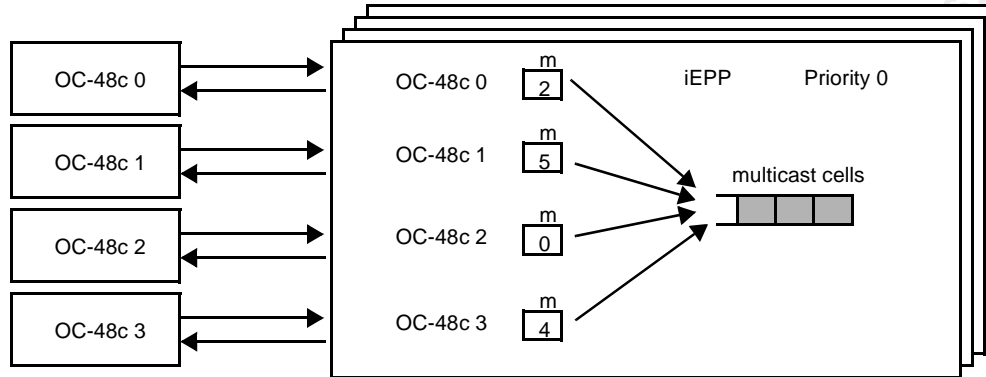 OC-48c 0
OC-48c 1
OC-48c 2
OC-48c 3
iEPP Priority 0
OC-48c 0 m 2
OC-48c 1 m 5
OC-48c 2 m 0
OC-48c 3 m 4
multicast cells